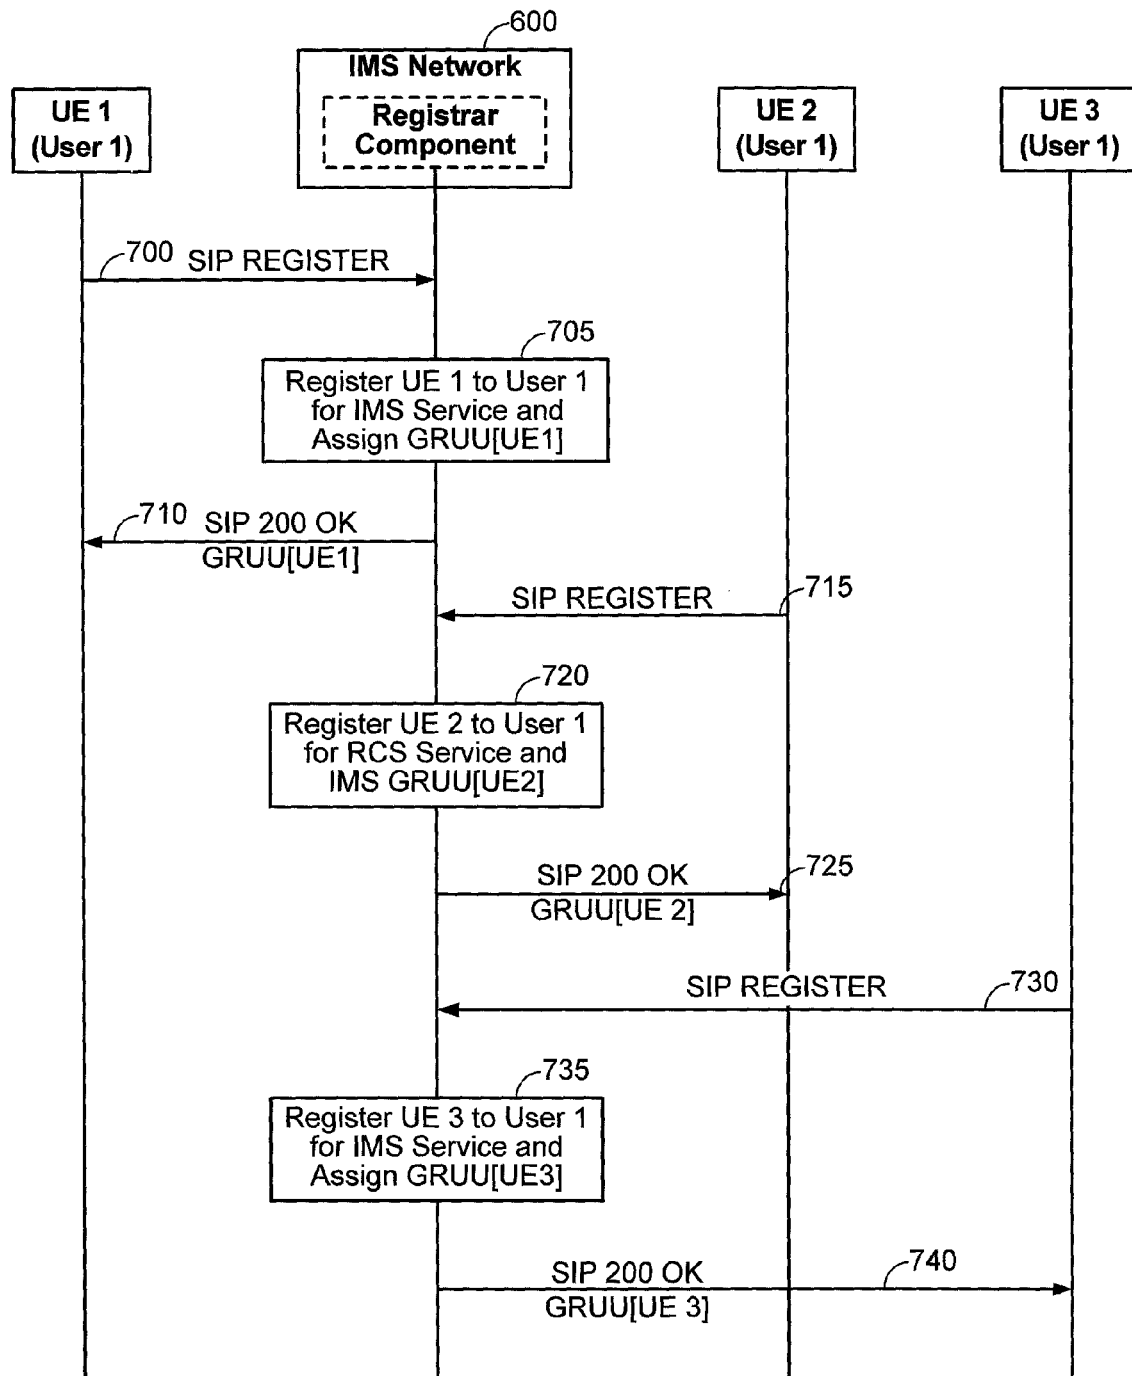 600
IMS Network
Registrar
Component
UE 1
(User 1)
UE 2
(User 1)
UE 3
(User 1)
700
SIP REGISTER
705
Register UE 1 to User 1
for IMS Service and
Assign GRUU[UE1]
710
SIP 200 OK
GRUU[UE1]
SIP REGISTER
715
720
Register UE 2 to User 1
for RCS Service and
IMS GRUU[UE2]
SIP 200 OK
725
GRUU[UE 2]
SIP REGISTER
730
735
Register UE 3 to User 1
for IMS Service and
Assign GRUU[UE3]
SIP 200 OK
740
GRUU[UE 3]